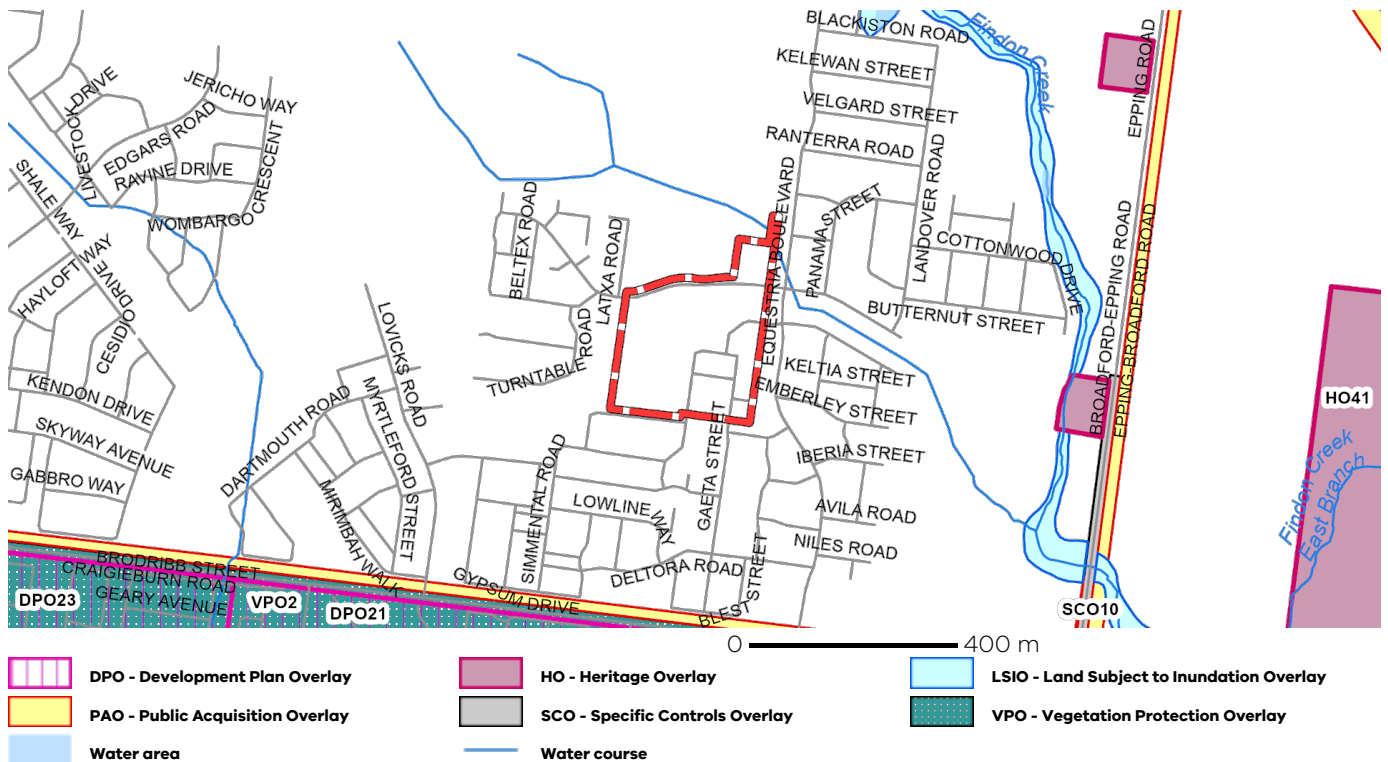 BLACKISTON ROAD
Findon Creek
EPPING ROAD
KELEWAN STREET
VELGARD STREET
RANTERRA ROAD
JERICHO WAY
LIVESTOCK DRIVE
EDGARS ROAD
RAVINE DRIVE
CRESCENT
WOMBARGO
SHALE WAY
HAYLOFT WAY
CESIDIO DRIVE
BELTEX ROAD
LATXA ROAD
EQUESTRIA BOULEVARD
PANAMA STREET
LANDOVER ROAD
COTTONWOOD DRIVE
BUTTERNUT STREET
BROADFORD-EPPING ROAD
EPPING-BROADFORD ROAD
LOVICKS ROAD
TURNTABLE ROAD
KELTIA STREET
EMBERLEY STREET
HO41
KENDON DRIVE
SKYWAY AVENUE
GABBRO WAY
DARTMOUTH ROAD
MYRTLEFORD STREET
MIRIMBAH WALK
SIMMENTAL ROAD
LOWLINE WAY
GAETA STREET
IBERIA STREET
AVILA ROAD
NILES ROAD
Findon Creek
East Branch
DELTORA ROAD
BLEST STREET
BRODRIBB STREET
CRAIGIEBURN ROAD
GEARY AVENUE
GYPSUM DRIVE
DPO23
VPO2
DPO21
SCO10
0 400 m
DPO - Development Plan Overlay
HO - Heritage Overlay
LSIO - Land Subject to Inundation Overlay
PAO - Public Acquisition Overlay
SCO - Specific Controls Overlay
VPO - Vegetation Protection Overlay
Water area
Water course